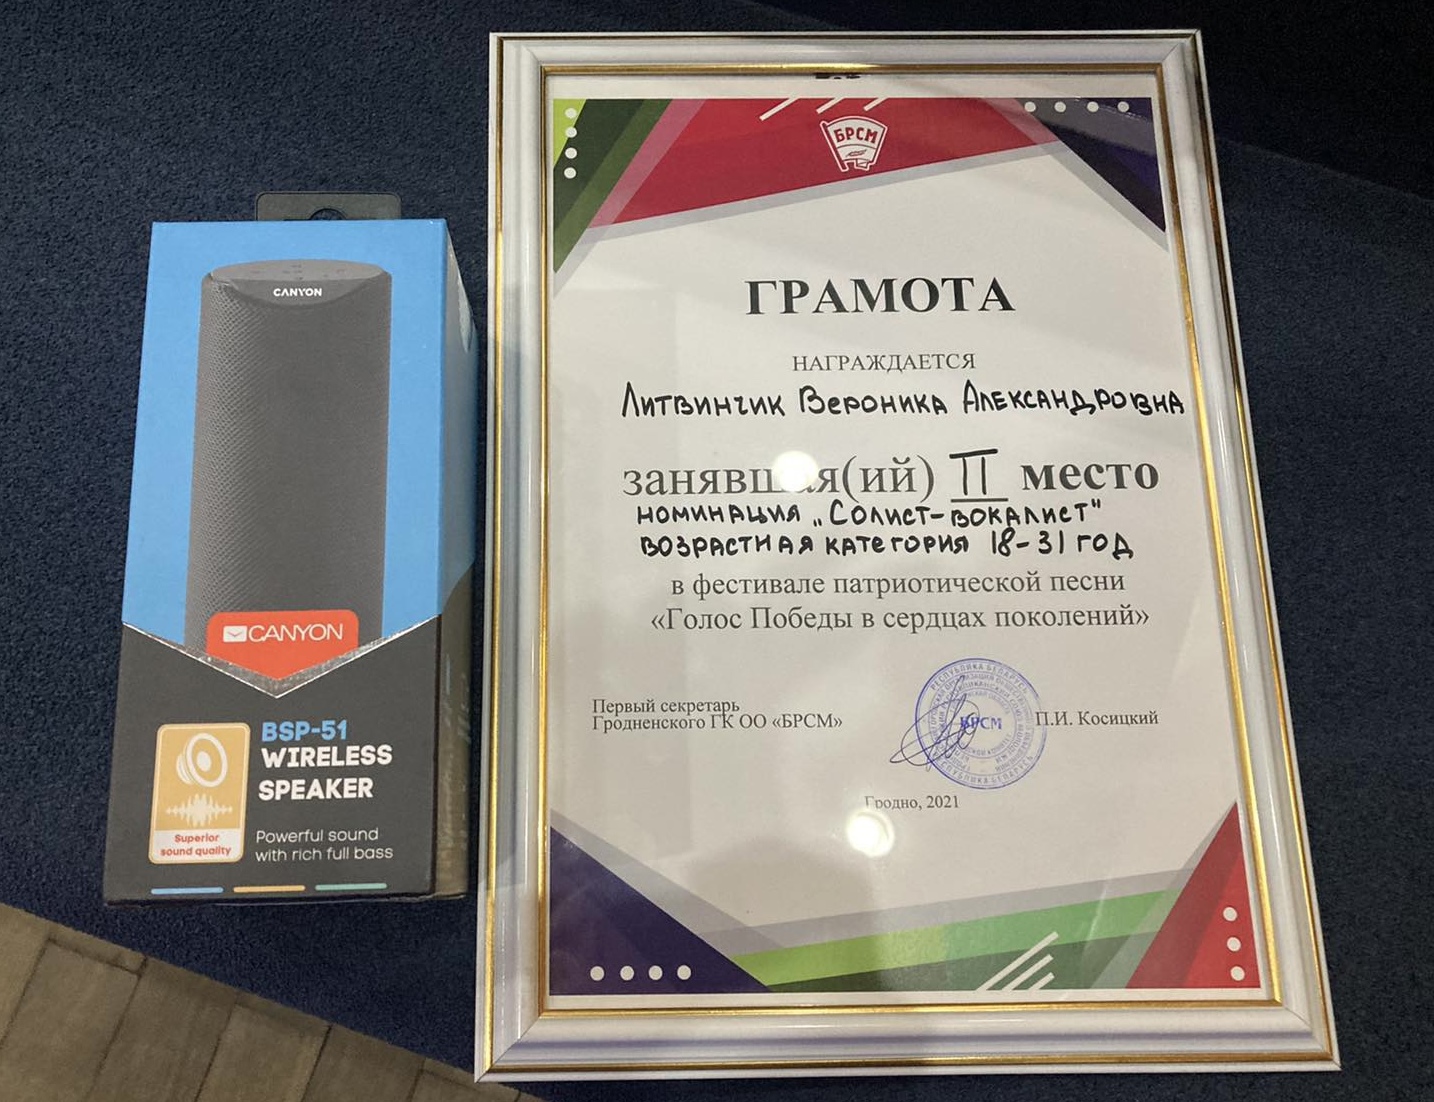 CANYON
CANYON
BSP-51
WIRELESS
SPEAKER
Superior
sound quality
Powerful sound
with rich full bass
БРСМ
ГРАМОТА
НАГРАЖДАЕТСЯ
Литвинчик Вероника Александровна
занявшая(ий) II место
номинация „Солист-вокалист"
возрастная категория 18-31 год
в фестивале патриотической песни
«Голос Победы в сердцах поколений»
Первый секретарь
Гродненского ГК ОО «БРСМ»
РЕСПУБЛИКА БЕЛАРУСЬ
БРСМ
П.И. Косицкий
Гродно, 2021